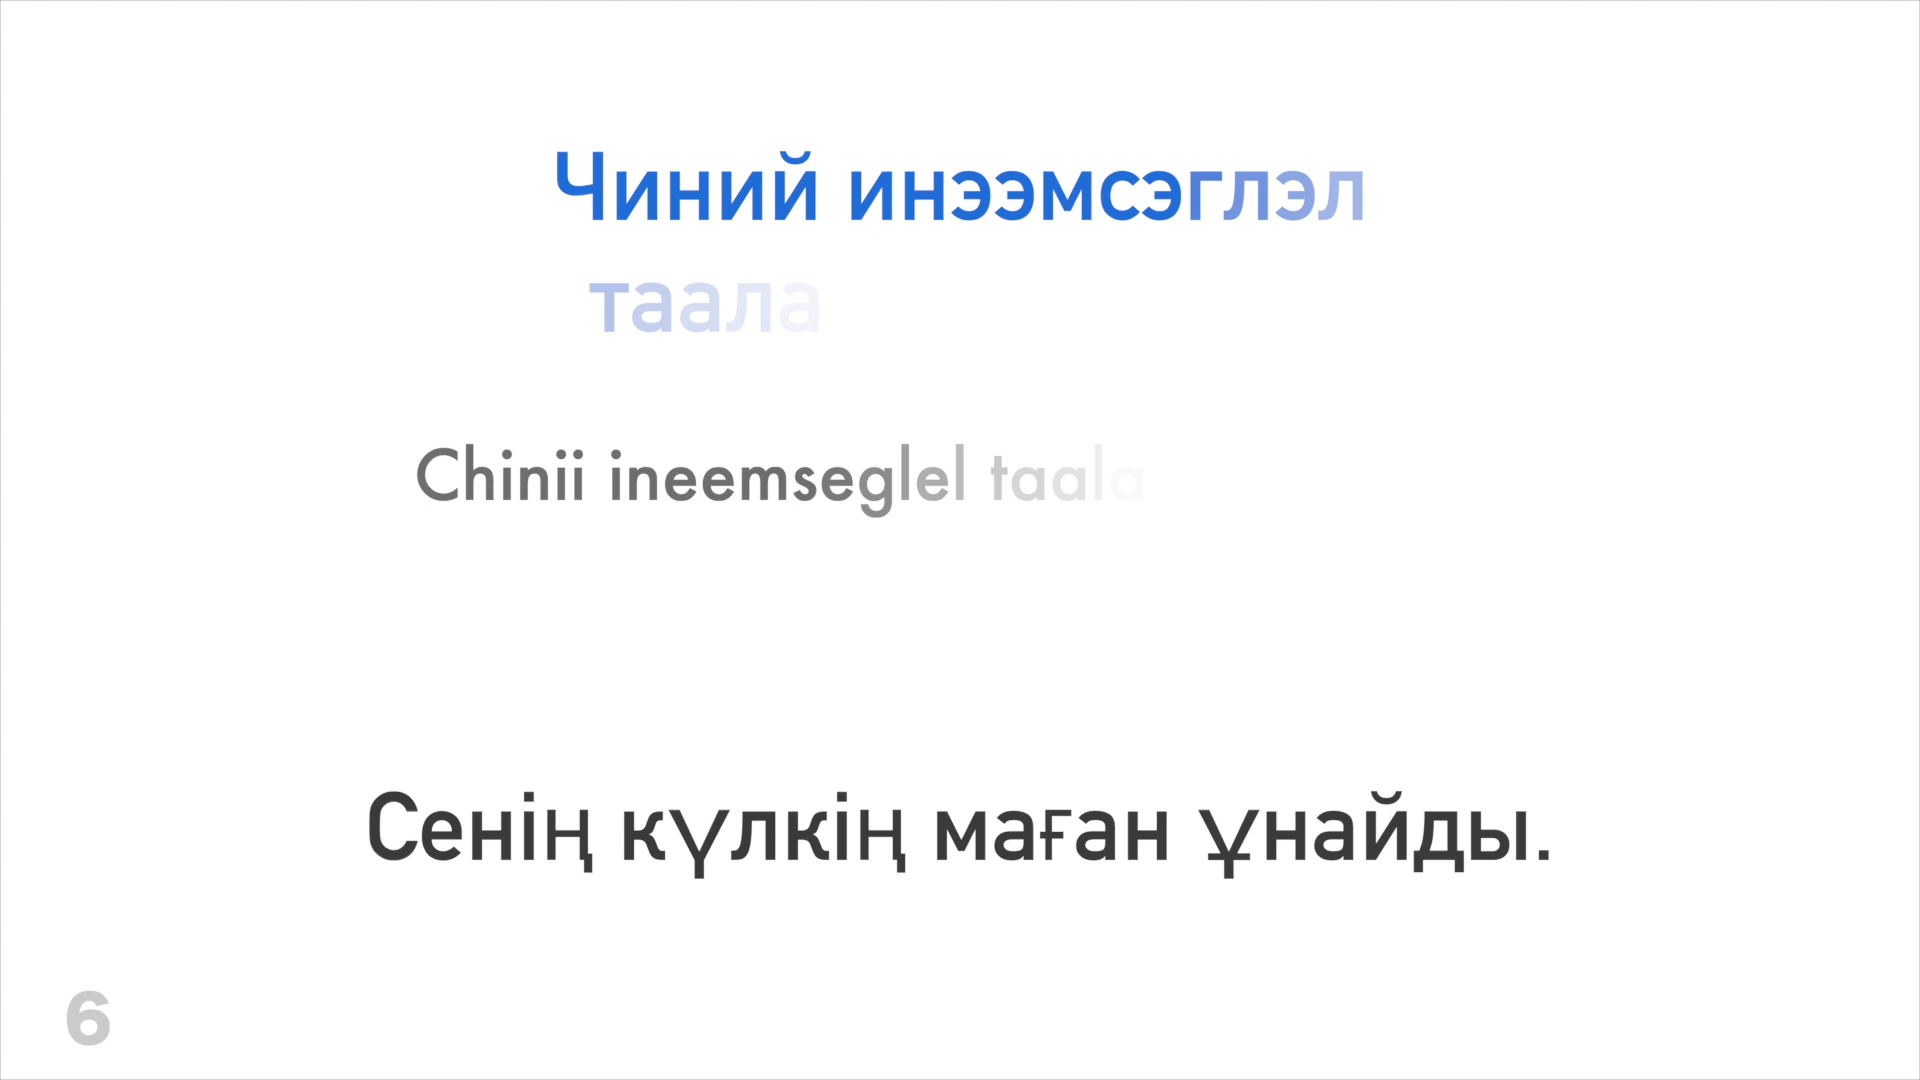 Чиний инээмсэглэл
таала
Chinii ineemseglel taala
Сенің күлкің маған ұнайды.
6